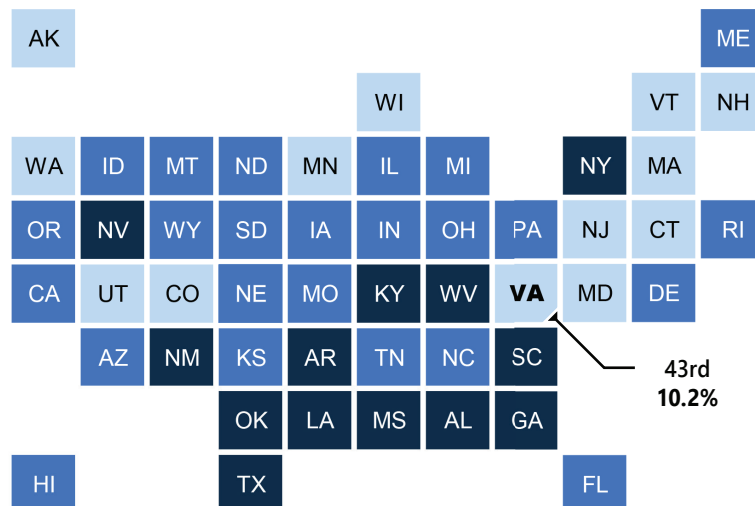 AK ME
WI VT NH
WA ID MT ND MN IL MI NY MA
OR NV WY SD IA IN OH PA NJ CT RI
CA UT CO NE MO KY WV VA MD DE
AZ NM KS AR TN NC SC
43rd
10.2%
OK LA MS AL GA
HI TX FL